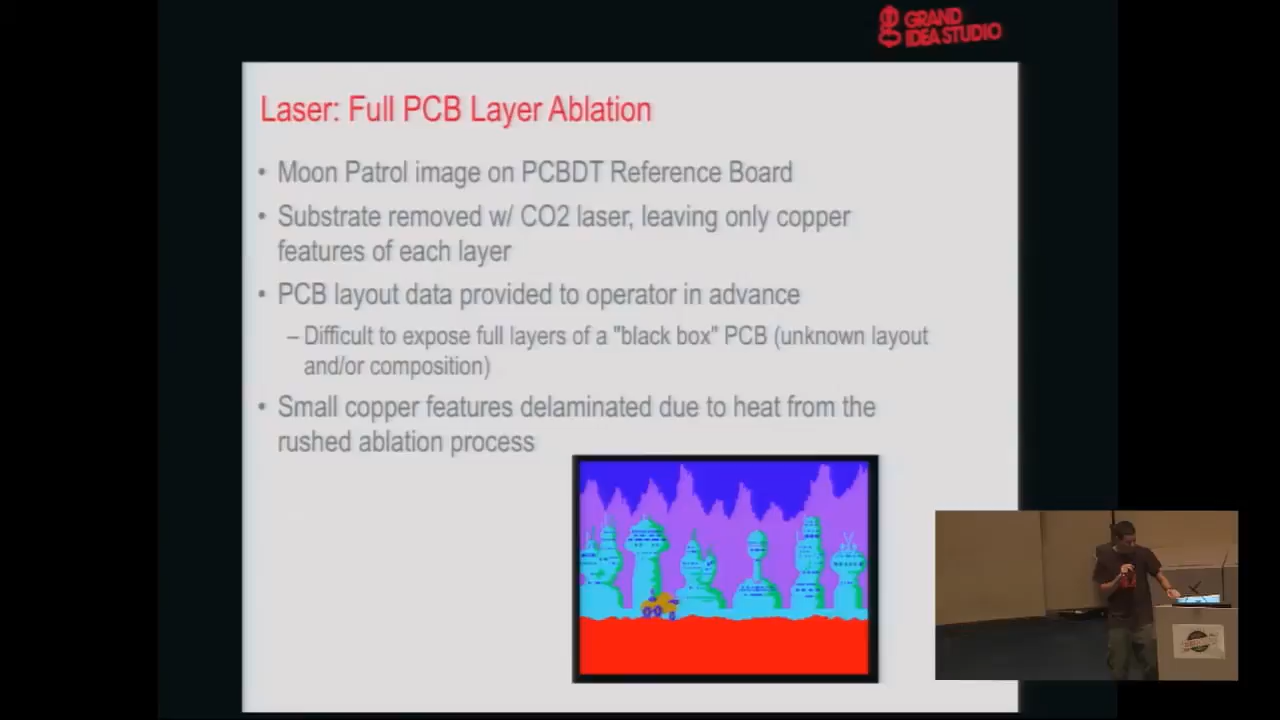 GRAND
IDEA STUDIO
Laser: Full PCB Layer Ablation
• Moon Patrol image on PCBDT Reference Board
• Substrate removed w/ CO2 laser, leaving only copper
features of each layer
• PCB layout data provided to operator in advance
– Difficult to expose full layers of a "black box" PCB (unknown layout
and/or composition)
• Small copper features delaminated due to heat from the
rushed ablation process